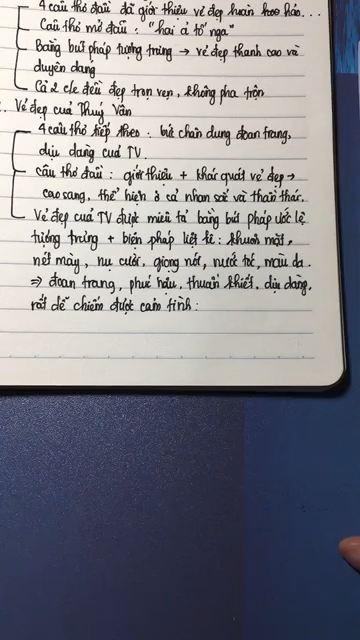 4 câu thơ đầu đã giới thiệu vẻ đẹp hoàn hảo...
Câu thơ mở đầu : "hai ả tố nga"
Bằng bút pháp tượng trưng → vẻ đẹp thanh cao và
duyên dáng
Cả 2 c/e đều đẹp trọn vẹn, không pha trộn
. Vẻ đẹp của Thuý Vân
4 câu thơ tiếp theo : bức chân dung đoan trang,
dịu dàng của TV.
câu thơ đầu : giới thiệu + khái quát vẻ đẹp →
cao sang, thể hiện ở cả nhan sắc và thần thái.
Vẻ đẹp của TV được miêu tả bằng bút pháp ước lệ
tượng trưng + biện pháp liệt kê : khuôn mặt,
nét mày, nụ cười, giọng nói, nước tóc, màu da.
⇒ đoan trang, phúc hậu, thuần khiết, dịu dàng,
rất dễ chiếm được cảm tình :